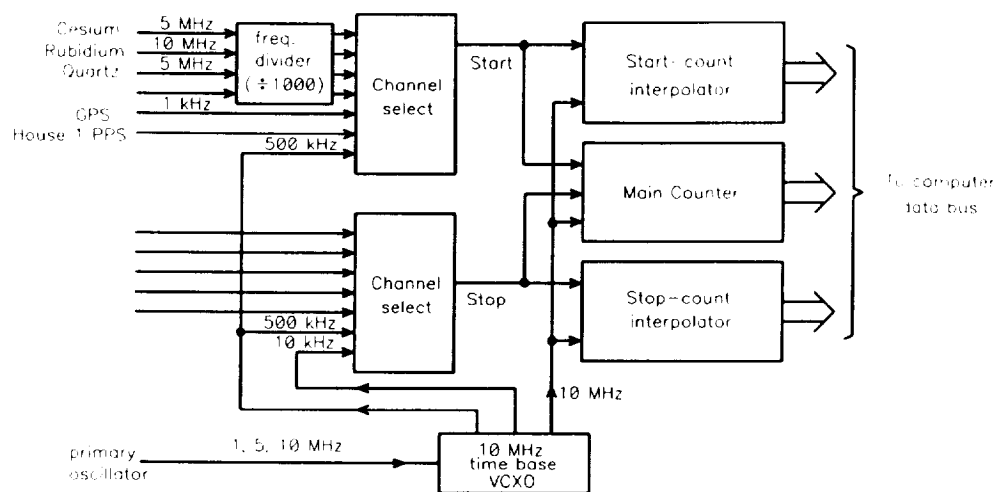 Cesium
5 MHz
Rubidium
10 MHz
Quartz
5 MHz
freq.
divider
(÷1000)
GPS
1 kHz
House 1 PPS
500 kHz
Channel
select
Start
Start-count
interpolator
Main Counter
To computer
data bus
Channel
select
Stop
Stop-count
interpolator
500 kHz
10 kHz
10 MHz
primary
oscillator
1, 5, 10 MHz
10 MHz
time base
VCXO